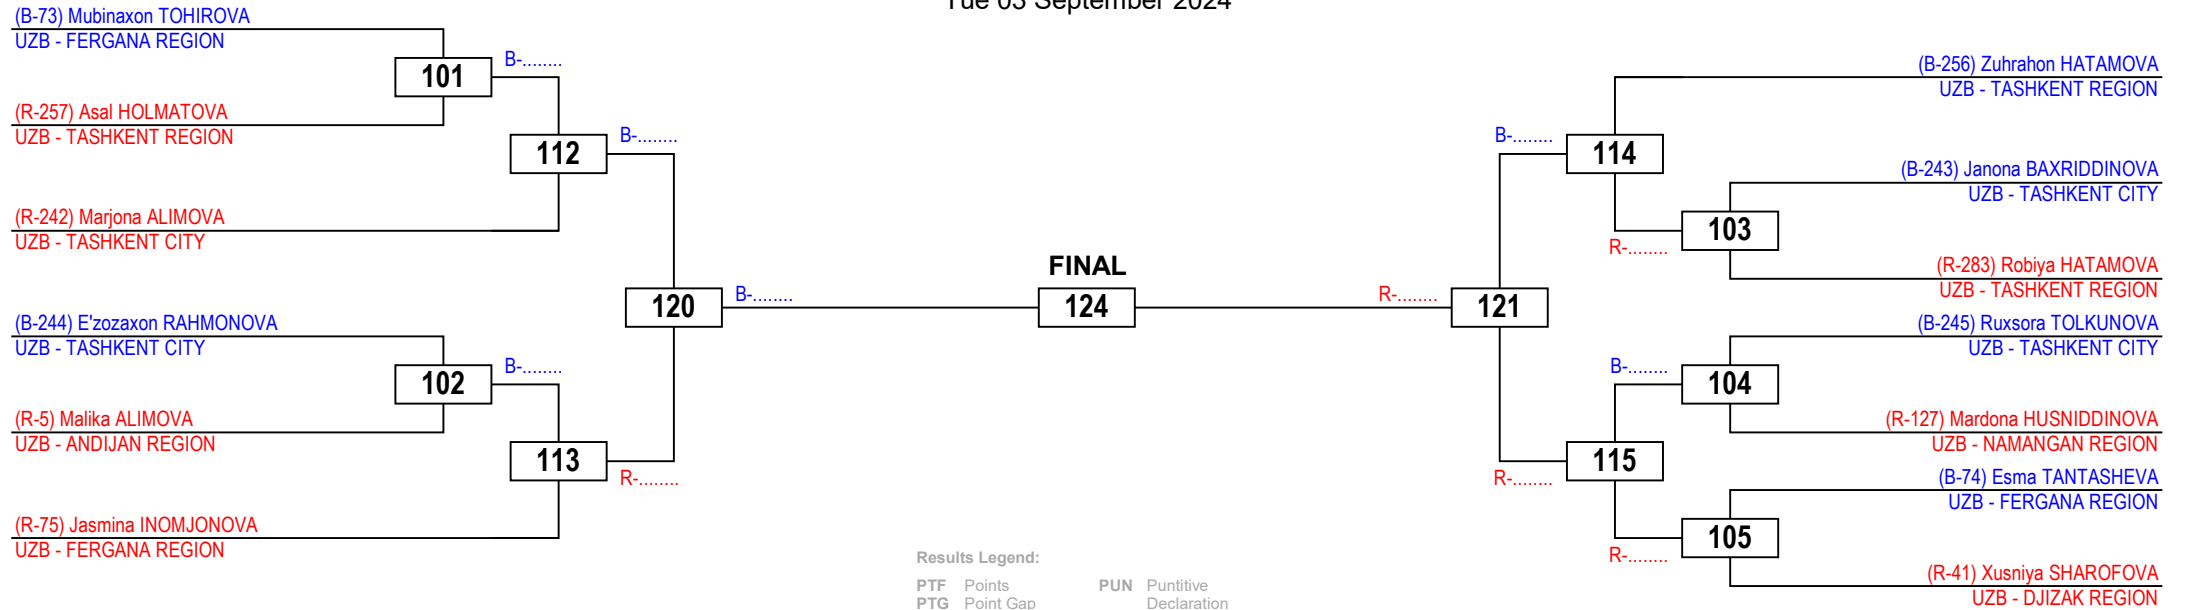 Tue 03 September 2024
(B-73) Mubinaxon TOHIROVA
UZB - FERGANA REGION
101
B-........
(R-257) Asal HOLMATOVA
UZB - TASHKENT REGION
112
B-........
(R-242) Marjona ALIMOVA
UZB - TASHKENT CITY
120
B-........
(B-244) E'zozaxon RAHMONOVA
UZB - TASHKENT CITY
102
B-........
(R-5) Malika ALIMOVA
UZB - ANDIJAN REGION
113
R-........
(R-75) Jasmina INOMJONOVA
UZB - FERGANA REGION
FINAL
124
(B-256) Zuhrahon HATAMOVA
UZB - TASHKENT REGION
B-........
114
(B-243) Janona BAXRIDDINOVA
UZB - TASHKENT CITY
103
R-........
(R-283) Robiya HATAMOVA
UZB - TASHKENT REGION
R-........
121
(B-245) Ruxsora TOLKUNOVA
UZB - TASHKENT CITY
B-........
104
(R-127) Mardona HUSNIDDINOVA
UZB - NAMANGAN REGION
115
R-........
(B-74) Esma TANTASHEVA
UZB - FERGANA REGION
105
R-........
(R-41) Xusniya SHAROFOVA
UZB - DJIZAK REGION
Results Legend:
PTF Points
PUN Puntitive
PTG Point Gap
Declaration